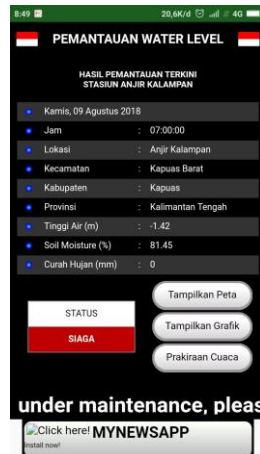 8:49 20,6K/d 4G
PEMANTAUAN WATER LEVEL
HASIL PEMANTAUAN TERKINI
STASIUN ANJIR KALAMPAN
Kamis, 09 Agustus 2018
Jam : 07:00:00
Lokasi : Anjir Kalampan
Kecamatan : Kapuas Barat
Kabupaten : Kapuas
Provinsi : Kalimantan Tengah
Tinggi Air (m) : -1.42
Soil Moisture (%) : 81.45
Curah Hujan (mm) : 0
STATUS
SIAGA
Tampilkan Peta
Tampilkan Grafik
Prakiraan Cuaca
under maintenance, pleas
Click here! MYNEWSAPP
Install now!